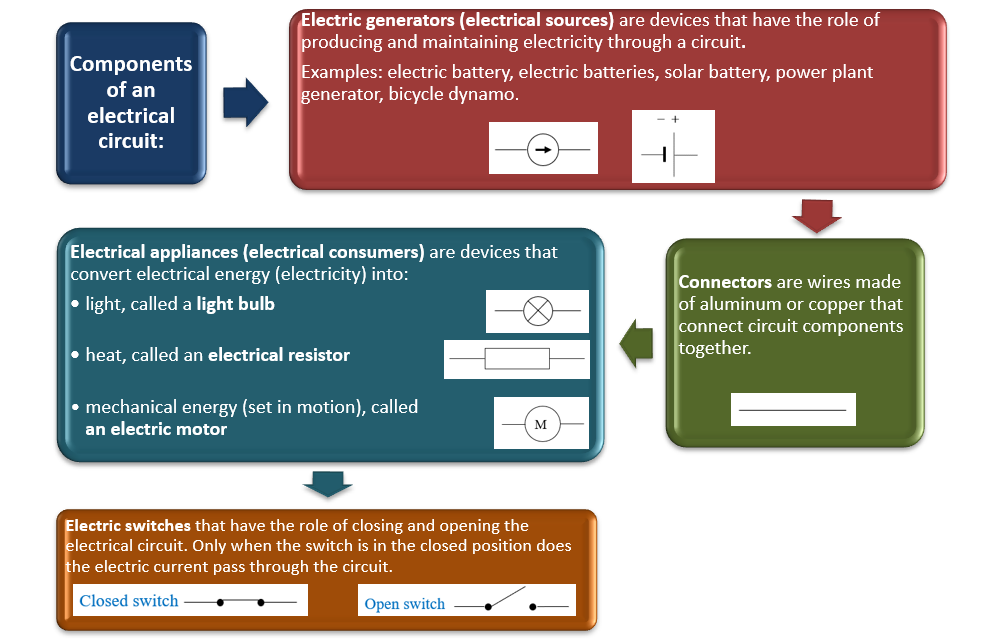 Components
of an
electrical
circuit:
Electric generators (electrical sources) are devices that have the role of
producing and maintaining electricity through a circuit.
Examples: electric battery, electric batteries, solar battery, power plant
generator, bicycle dynamo.
− +
Connectors are wires made
of aluminum or copper that
connect circuit components
together.
Electrical appliances (electrical consumers) are devices that
convert electrical energy (electricity) into:
• light, called a light bulb
• heat, called an electrical resistor
• mechanical energy (set in motion), called
an electric motor
M
Electric switches that have the role of closing and opening the
electrical circuit. Only when the switch is in the closed position does
the electric current pass through the circuit.
Closed switch
Open switch